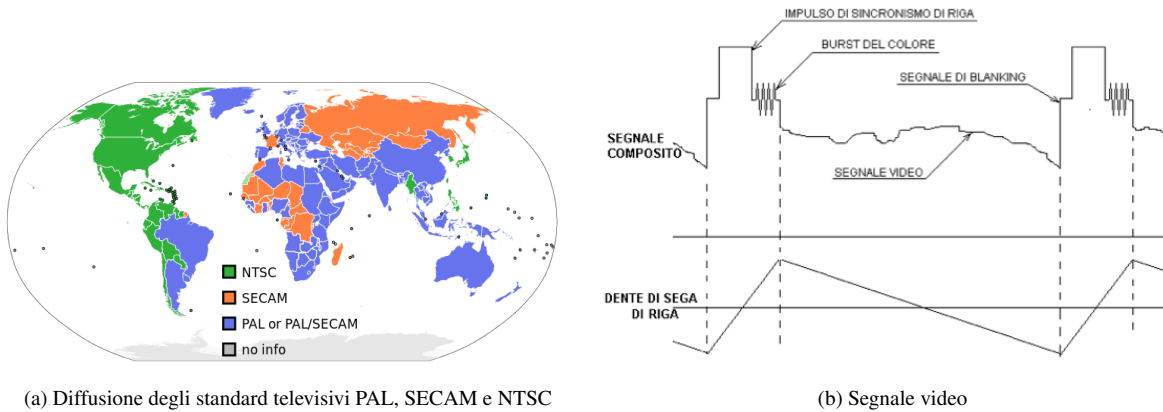 NTSC
SECAM
PAL or PAL/SECAM
no info
(a) Diffusione degli standard televisivi PAL, SECAM e NTSC
IMPULSO DI SINCRONISMO DI RIGA
BURST DEL COLORE
SEGNALE DI BLANKING
SEGNALE
COMPOSITO
SEGNALE VIDEO
DENTE DI SEGA
DI RIGA
(b) Segnale video